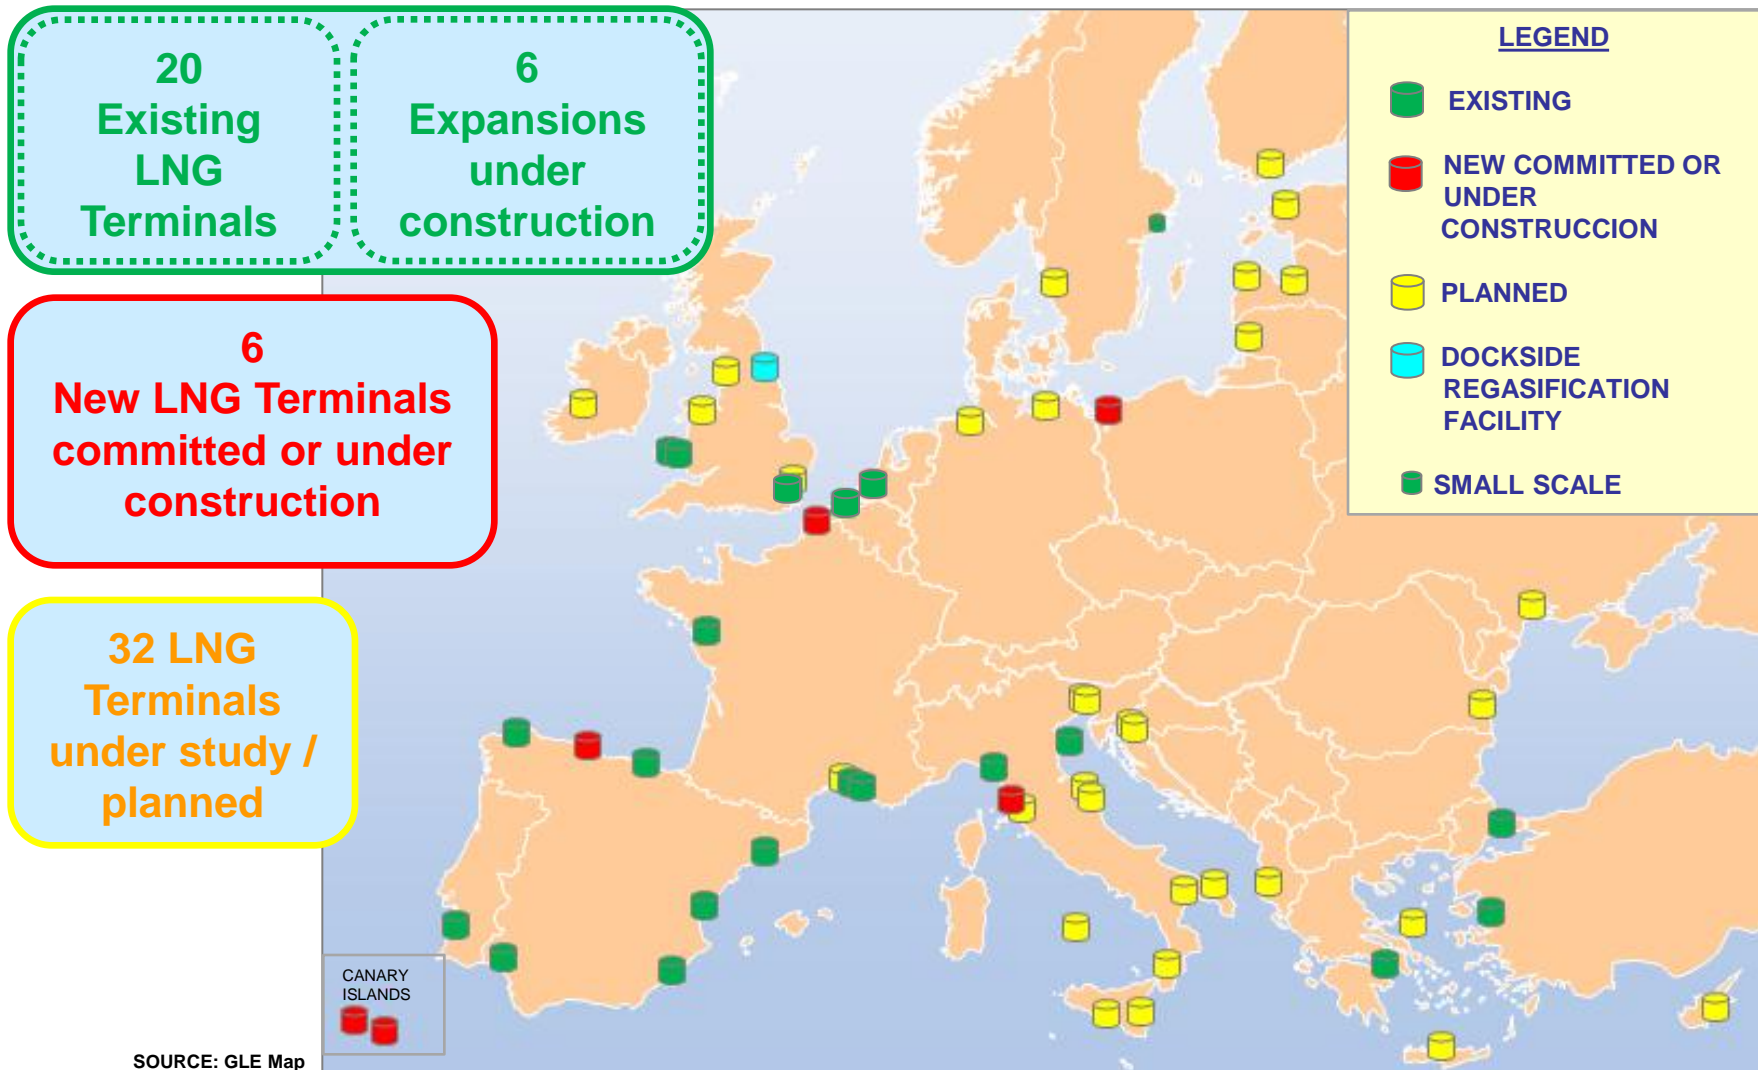 20
Existing
LNG
Terminals
6
Expansions
under
construction
6
New LNG Terminals
committed or under
construction
32 LNG
Terminals
under study /
planned
LEGEND
EXISTING
NEW COMMITTED OR
UNDER
CONSTRUCCION
PLANNED
DOCKSIDE
REGASIFICATION
FACILITY
SMALL SCALE
CANARY
ISLANDS
SOURCE: GLE Map